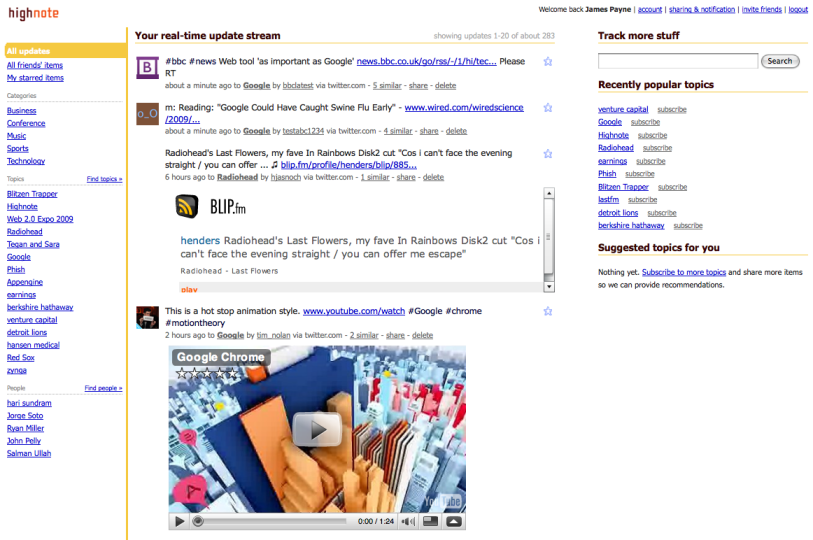 highnote
Welcome back James Payne | account | sharing & notification | invite friends | logout
All updates
All friends' items
My starred items
Categories
Business
Conference
Music
Sports
Technology
Topics Find topics »
Blitzen Trapper
Highnote
Web 2.0 Expo 2009
Radiohead
Tegan and Sara
Google
Phish
Appengine
earnings
berkshire hathaway
venture capital
detroit lions
hansen medical
Red Sox
zynga
People Find people »
hari sundram
Jorge Soto
Ryan Miller
John Pelly
Salman Ullah
Your real-time update stream showing updates 1-20 of about 283
B
#bbc #news Web tool 'as important as Google' news.bbc.co.uk/go/rss/-/1/hi/tec... Please
RT
about a minute ago to Google by bbclatest via twitter.com - 5 similar - share - delete
o_O
m: Reading: "Google Could Have Caught Swine Flu Early" - www.wired.com/wiredscience
/2009/...
about a minute ago to Google by testabc1234 via twitter.com - 4 similar - share - delete
Radiohead's Last Flowers, my fave In Rainbows Disk2 cut "Cos i can't face the evening
straight / you can offer ... ♫ blip.fm/profile/henders/blip/885...
6 hours ago to Radiohead by hjasnoch via twitter.com - 1 similar - share - delete
BLIP.fm
henders Radiohead's Last Flowers, my fave In Rainbows Disk2 cut "Cos i
can't face the evening straight / you can offer me escape"
Radiohead - Last Flowers
play
This is a hot stop animation style. www.youtube.com/watch #Google #chrome
#motiontheory
2 hours ago to Google by tim_nolan via twitter.com - 2 similar - share - delete
Google Chrome
YouTube
0:00 / 1:24
Track more stuff
Search
Recently popular topics
venture capital subscribe
Google subscribe
Highnote subscribe
Radiohead subscribe
earnings subscribe
Phish subscribe
Blitzen Trapper subscribe
lastfm subscribe
detroit lions subscribe
berkshire hathaway subscribe
Suggested topics for you
Nothing yet. Subscribe to more topics and share more items
so we can provide recommendations.